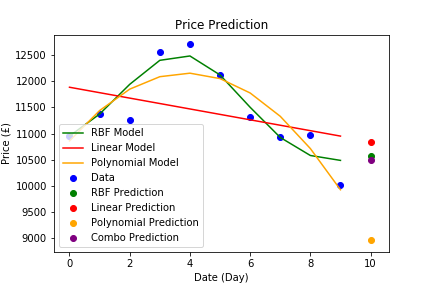 Price Prediction
Price (£)
12500
12000
11500
11000
10500
10000
9500
9000
RBF Model
Linear Model
Polynomial Model
Data
RBF Prediction
Linear Prediction
Polynomial Prediction
Combo Prediction
0
2
4
6
8
10
Date (Day)